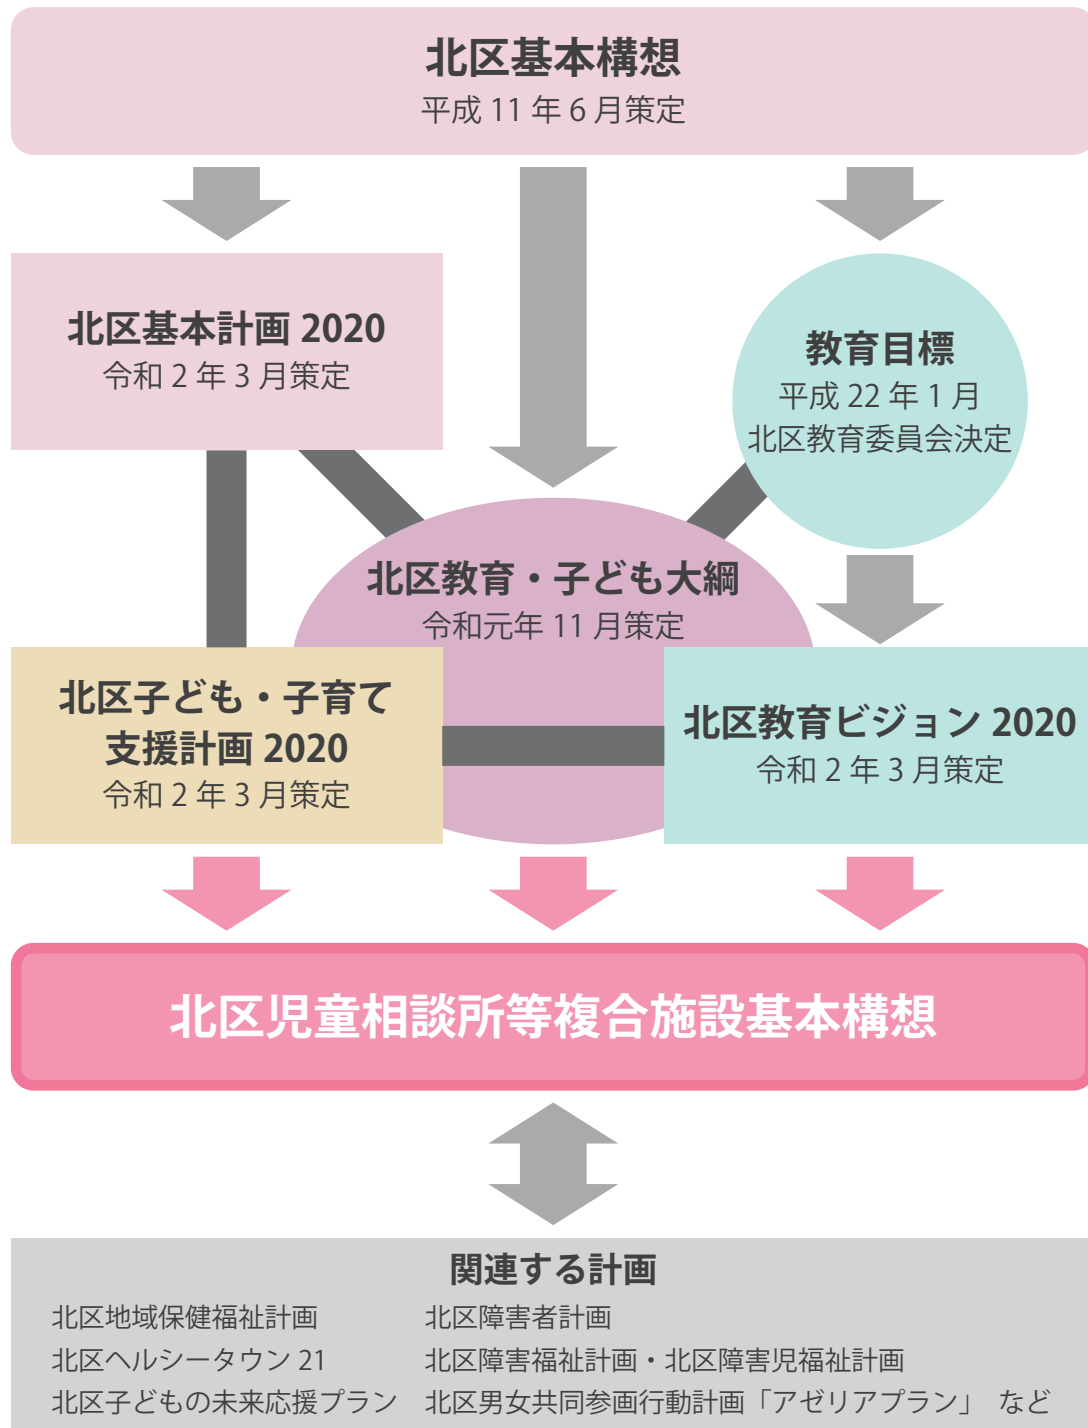 北区基本構想
平成 11 年 6 月策定
北区基本計画 2020
令和 2 年 3 月策定
教育目標
平成 22 年 1 月
北区教育委員会決定
北区教育・子ども大綱
令和元年 11 月策定
北区子ども・子育て
支援計画 2020
令和 2 年 3 月策定
北区教育ビジョン 2020
令和 2 年 3 月策定
北区児童相談所等複合施設基本構想
関連する計画
北区地域保健福祉計画
北区障害者計画
北区ヘルシータウン 21
北区障害福祉計画・北区障害児福祉計画
北区子どもの未来応援プラン
北区男女共同参画行動計画「アゼリアプラン」 など